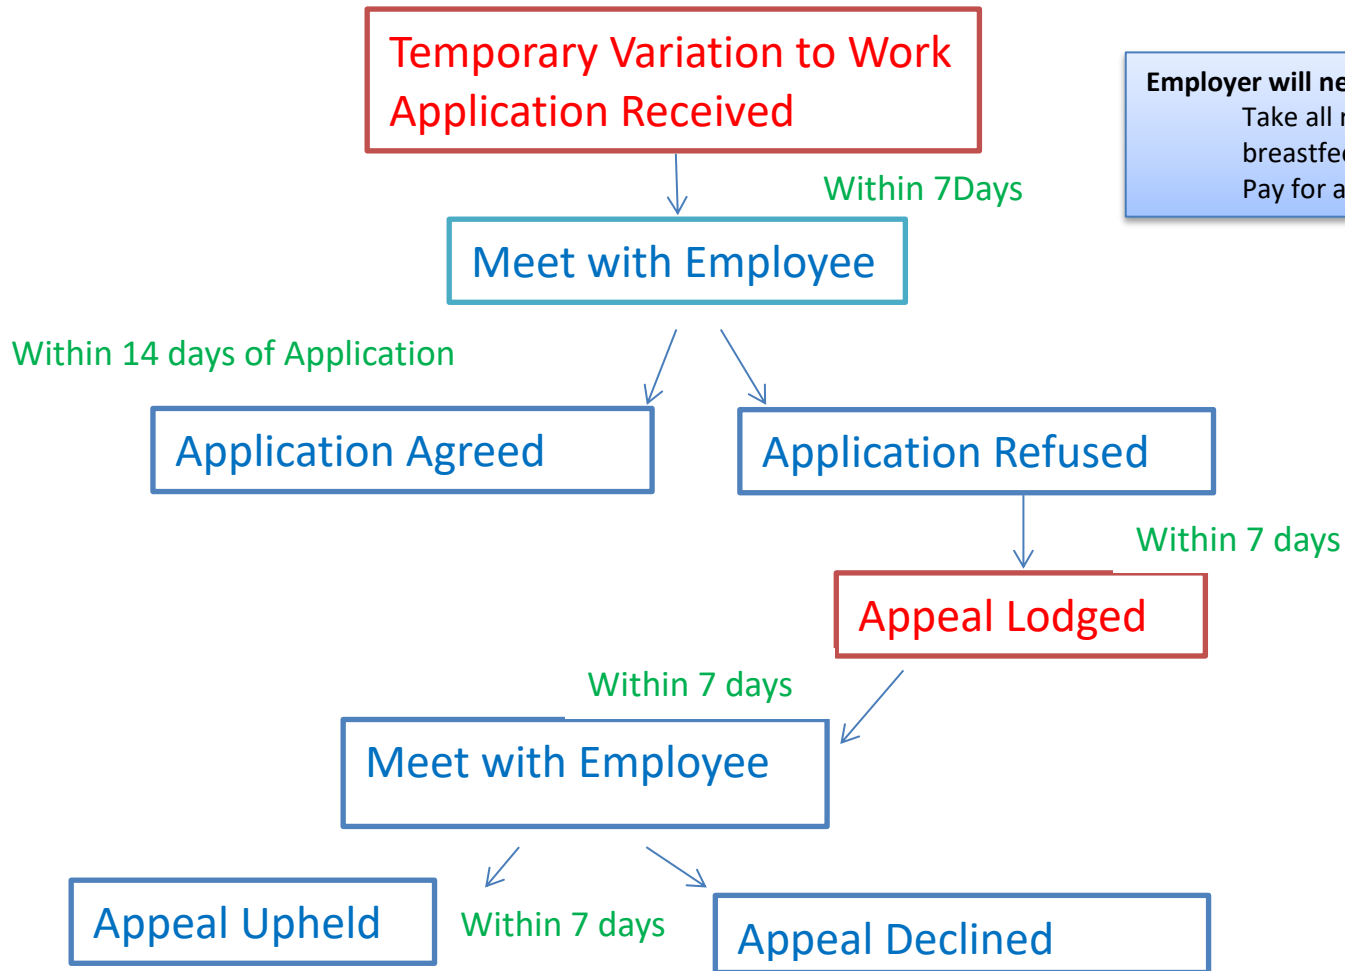 Temporary Variation to Work
Application Received
Employer will
Take all
Pay for
Within 7Days
Meet with Employee
Within 14 days of Application
Application Agreed
Application Refused
Within 7 days
Appeal Lodged
Within 7 days
Meet with Employee
Appeal Upheld
Within 7 days
Appeal Declined